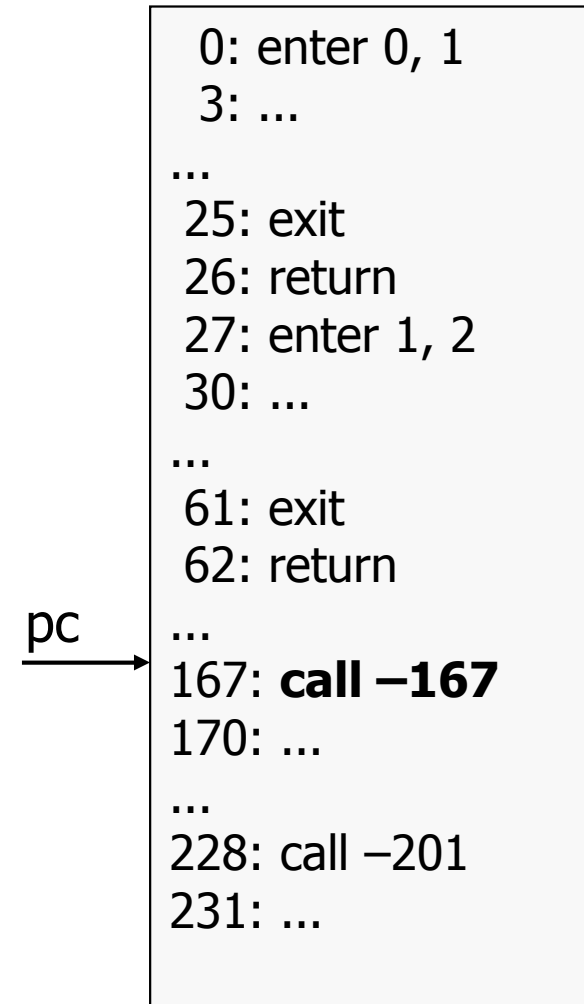 0: enter 0, 1
3: ...
...
25: exit
26: return
27: enter 1, 2
30: ...
...
61: exit
62: return
pc
...
167: call –167
170: ...
...
228: call –201
231: ...